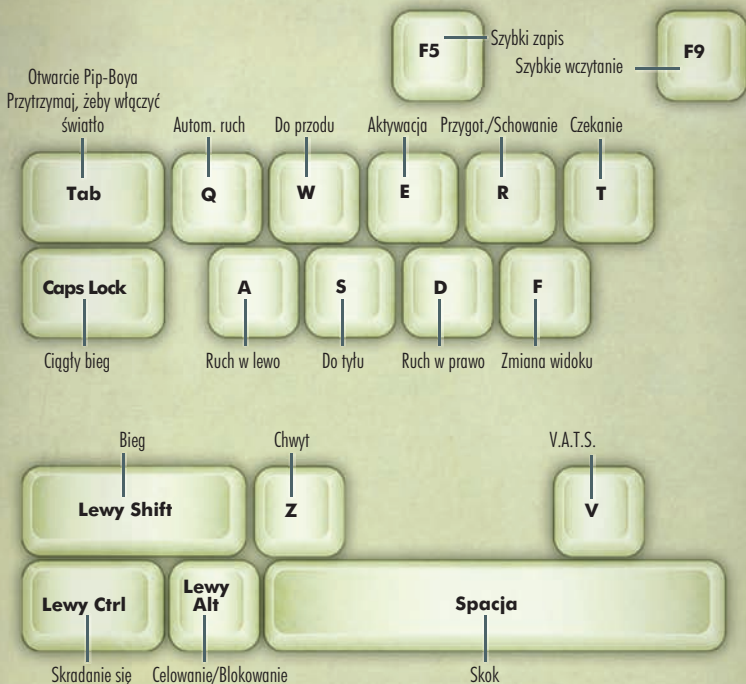 F5
Szybki zapis
F9
Szybkie wczytanie
Otwarcie Pip-Boya
Przytrzymaj, żeby włączyć
światło
Autom. ruch
Do przodu
Aktywacja
Przygot./Schowanie
Czekanie
Tab
Q
W
E
R
T
Caps Lock
A
S
D
F
Ciągły bieg
Ruch w lewo
Do tyłu
Ruch w prawo
Zmiana widoku
Bieg
Chwyt
V.A.T.S.
Lewy Shift
Z
V
Lewy Ctrl
Lewy
Alt
Spacja
Skradanie się
Celowanie/Blokowanie
Skok